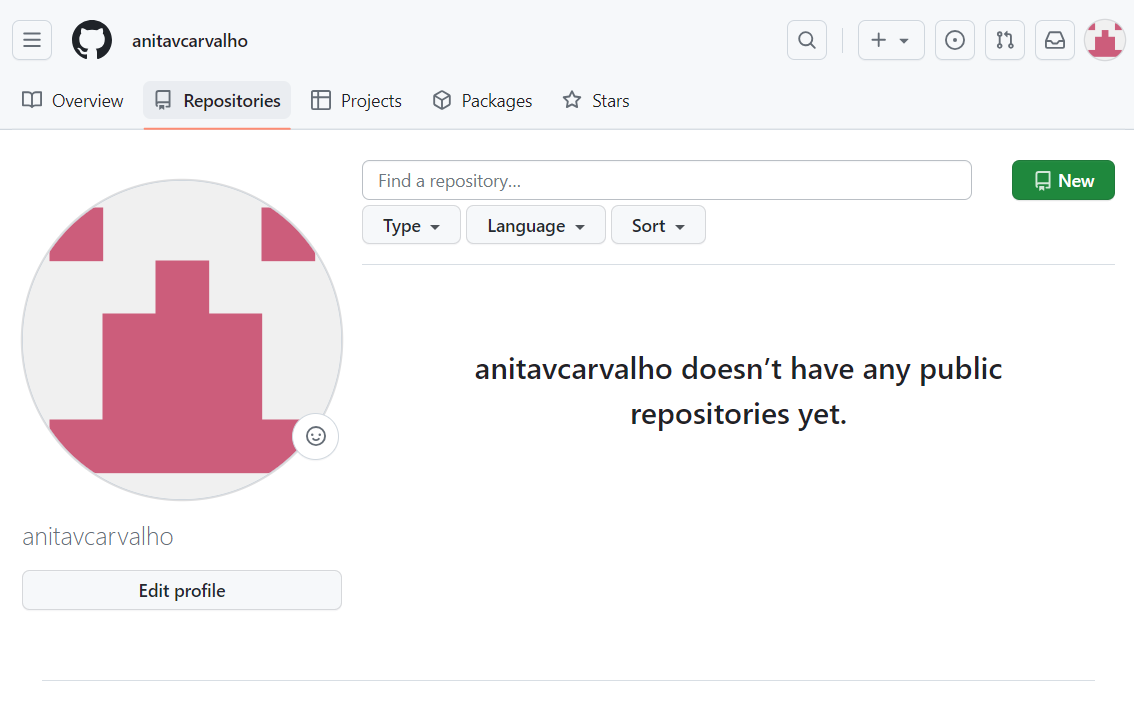 anitavcarvalho
Overview Repositories Projects Packages Stars
Find a repository...
New
Type Language Sort
anitavcarvalho doesn’t have any public
repositories yet.
anitavcarvalho
Edit profile